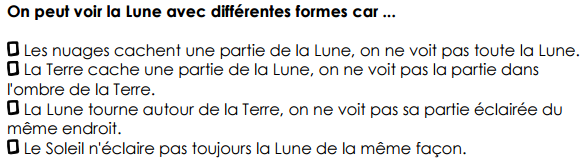 On peut voir la Lune avec différentes formes car ...
Les nuages cachent une partie de la Lune, on ne voit pas toute la Lune.
La Terre cache une partie de la Lune, on ne voit pas la partie dans
l'ombre de la Terre.
La Lune tourne autour de la Terre, on ne voit pas sa partie éclairée du
même endroit.
Le Soleil n'éclaire pas toujours la Lune de la même façon.